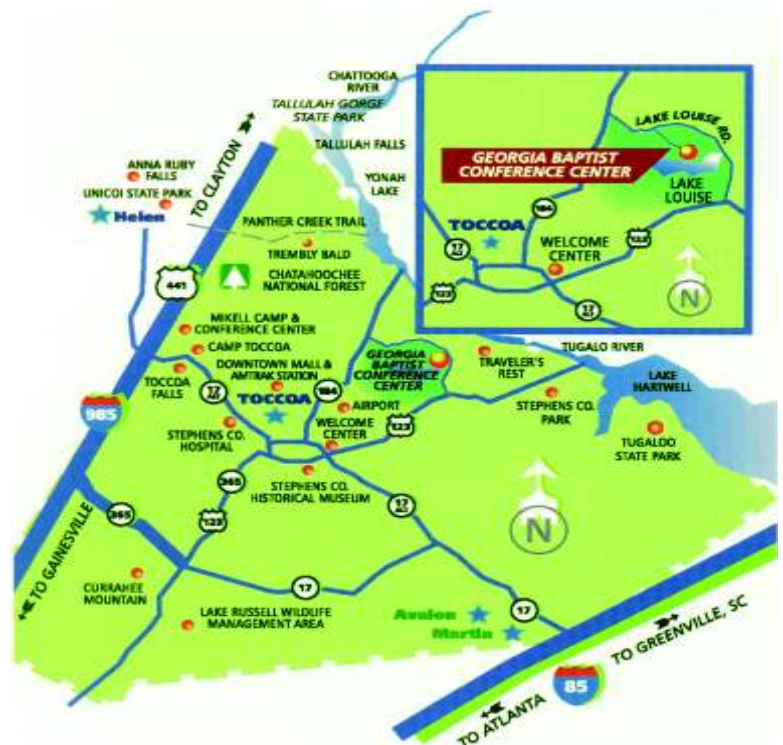 CHATTOOGA
RIVER
TALLULAH GORGE
STATE PARK
TALLULAH FALLS
YONAH
LAKE
ANNA RUBY
FALLS
UNICOI STATE PARK
Helen
TO CLAYTON
PANTHER CREEK TRAIL
TREMBLY BALD
CHATAHOOCHEE
NATIONAL FOREST
441
MIKELL CAMP &
CONFERENCE CENTER
CAMP TOCCOA
TOCCOA
FALLS
DOWNTOWN MALL &
AMTRAK STATION
TOCCOA
184
17
985
STEPHENS CO.
HOSPITAL
AIRPORT
WELCOME
CENTER
123
GEORGIA
BAPTIST
CONFERENCE
CENTER
TRAVELER'S
REST
TUGALO RIVER
LAKE
HARTWELL
STEPHENS CO.
PARK
TUGALOO
STATE PARK
STEPHENS CO.
HISTORICAL MUSEUM
365
123
17
N
365
TO GAINESVILLE
CURRAHEE
MOUNTAIN
17
LAKE RUSSELL WILDLIFE
MANAGEMENT AREA
Avalon
Martin
17
TO GREENVILLE, SC
85
TO ATLANTA
LAKE LOUISE RD.
GEORGIA BAPTIST
CONFERENCE CENTER
LAKE
LOUISE
184
TOCCOA
17
WELCOME
CENTER
123
123
17
N